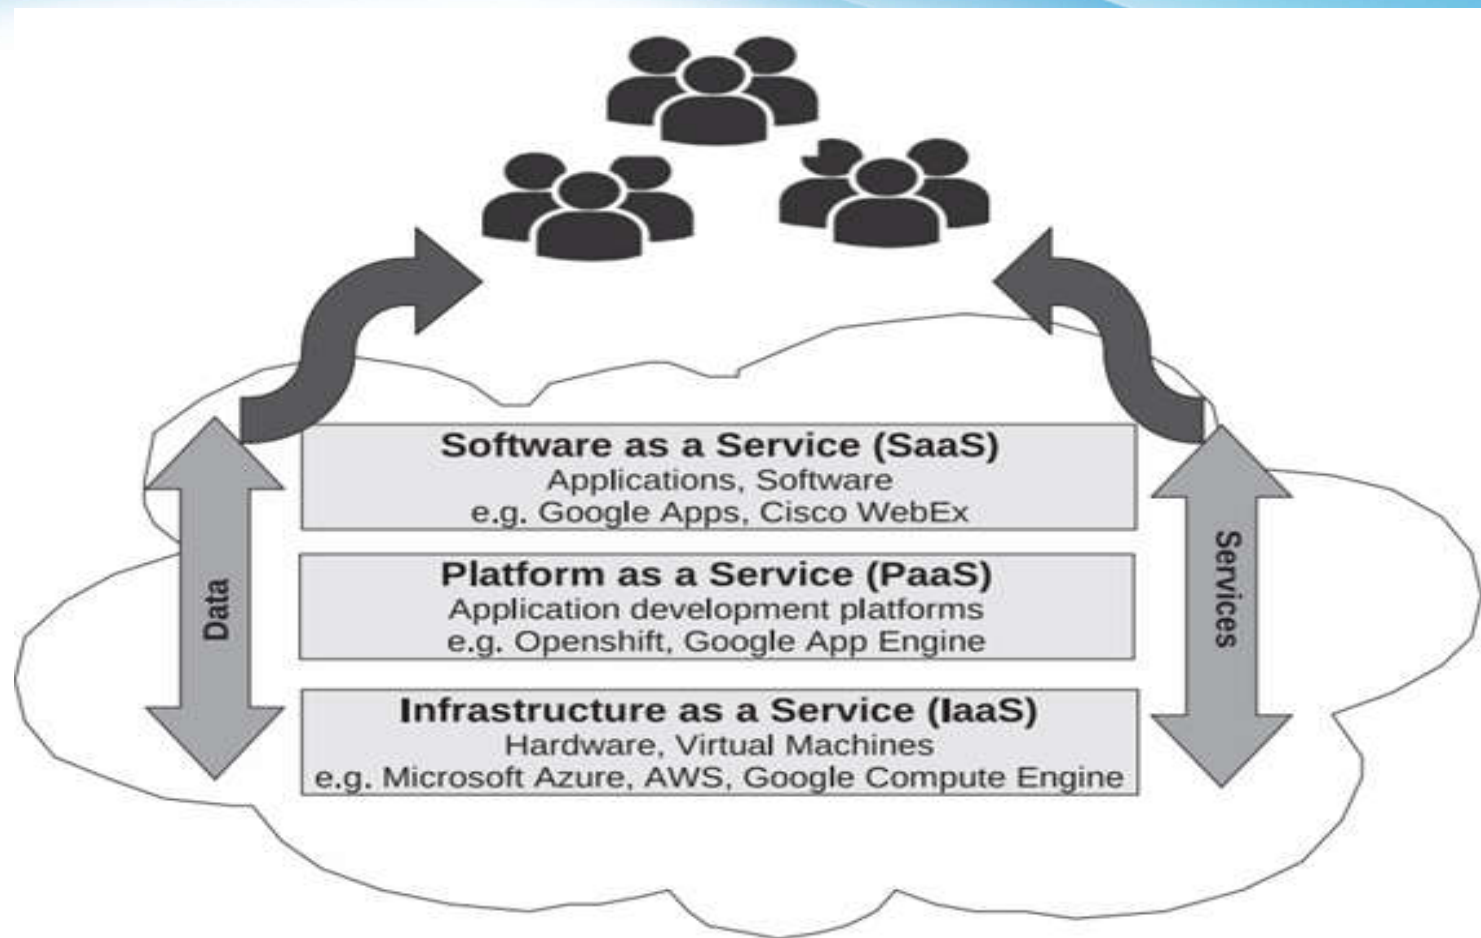 Software as a Service (SaaS)
Applications, Software
e.g. Google Apps, Cisco WebEx
Platform as a Service (PaaS)
Application development platforms
e.g. Openshift, Google App Engine
Infrastructure as a Service (IaaS)
Hardware, Virtual Machines
e.g. Microsoft Azure, AWS, Google Compute Engine
Data
Services